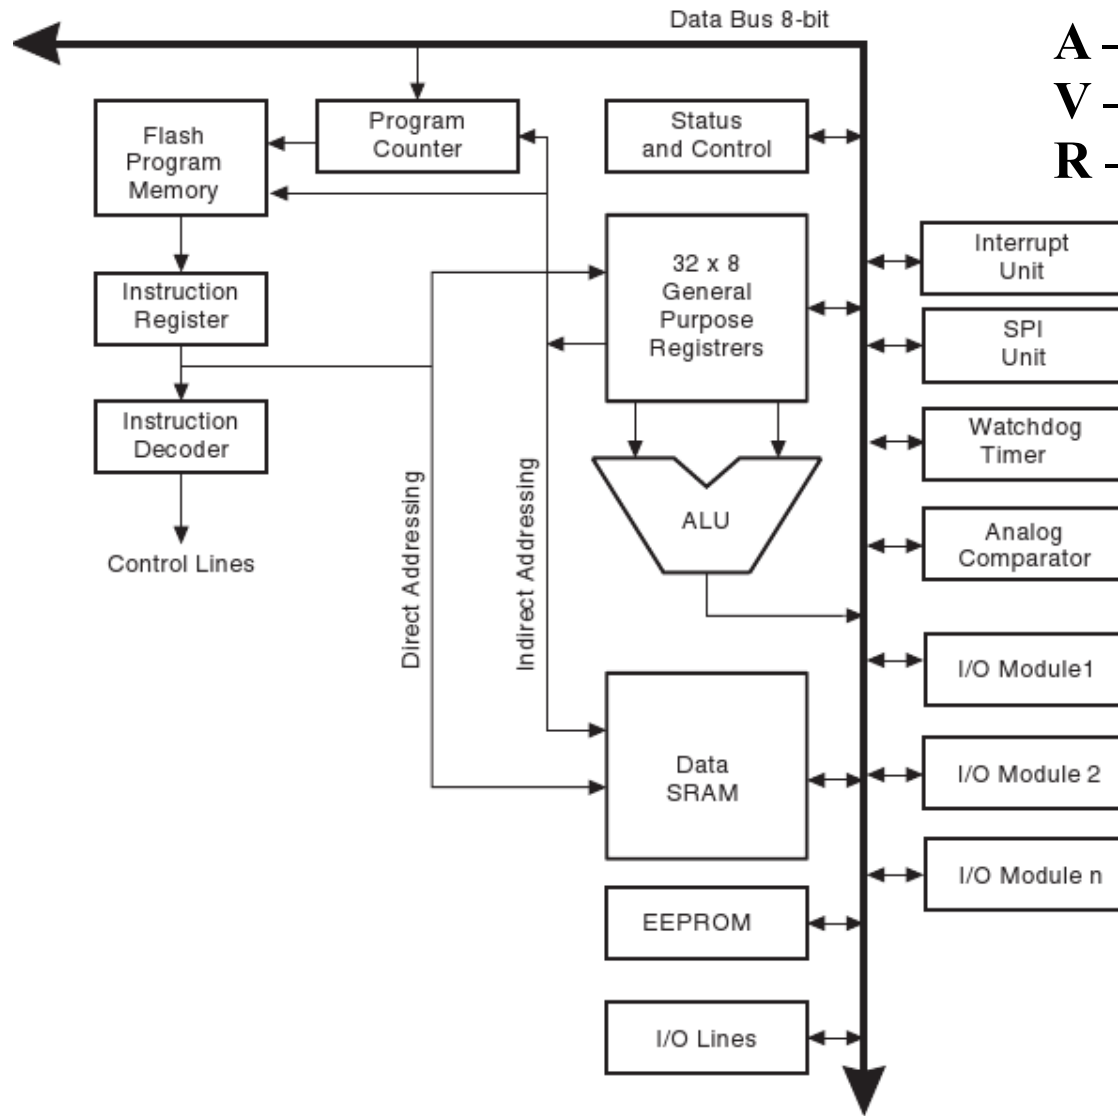 Data Bus 8-bit
A –
V –
R –
Flash
Program
Memory
Program
Counter
Status
and Control
Interrupt
Unit
32 x 8
General
Purpose
Registrers
Instruction
Register
SPI
Unit
Instruction
Decoder
Watchdog
Timer
ALU
Analog
Comparator
Control Lines
Direct Addressing
Indirect Addressing
I/O Module1
Data
SRAM
I/O Module 2
I/O Module n
EEPROM
I/O Lines